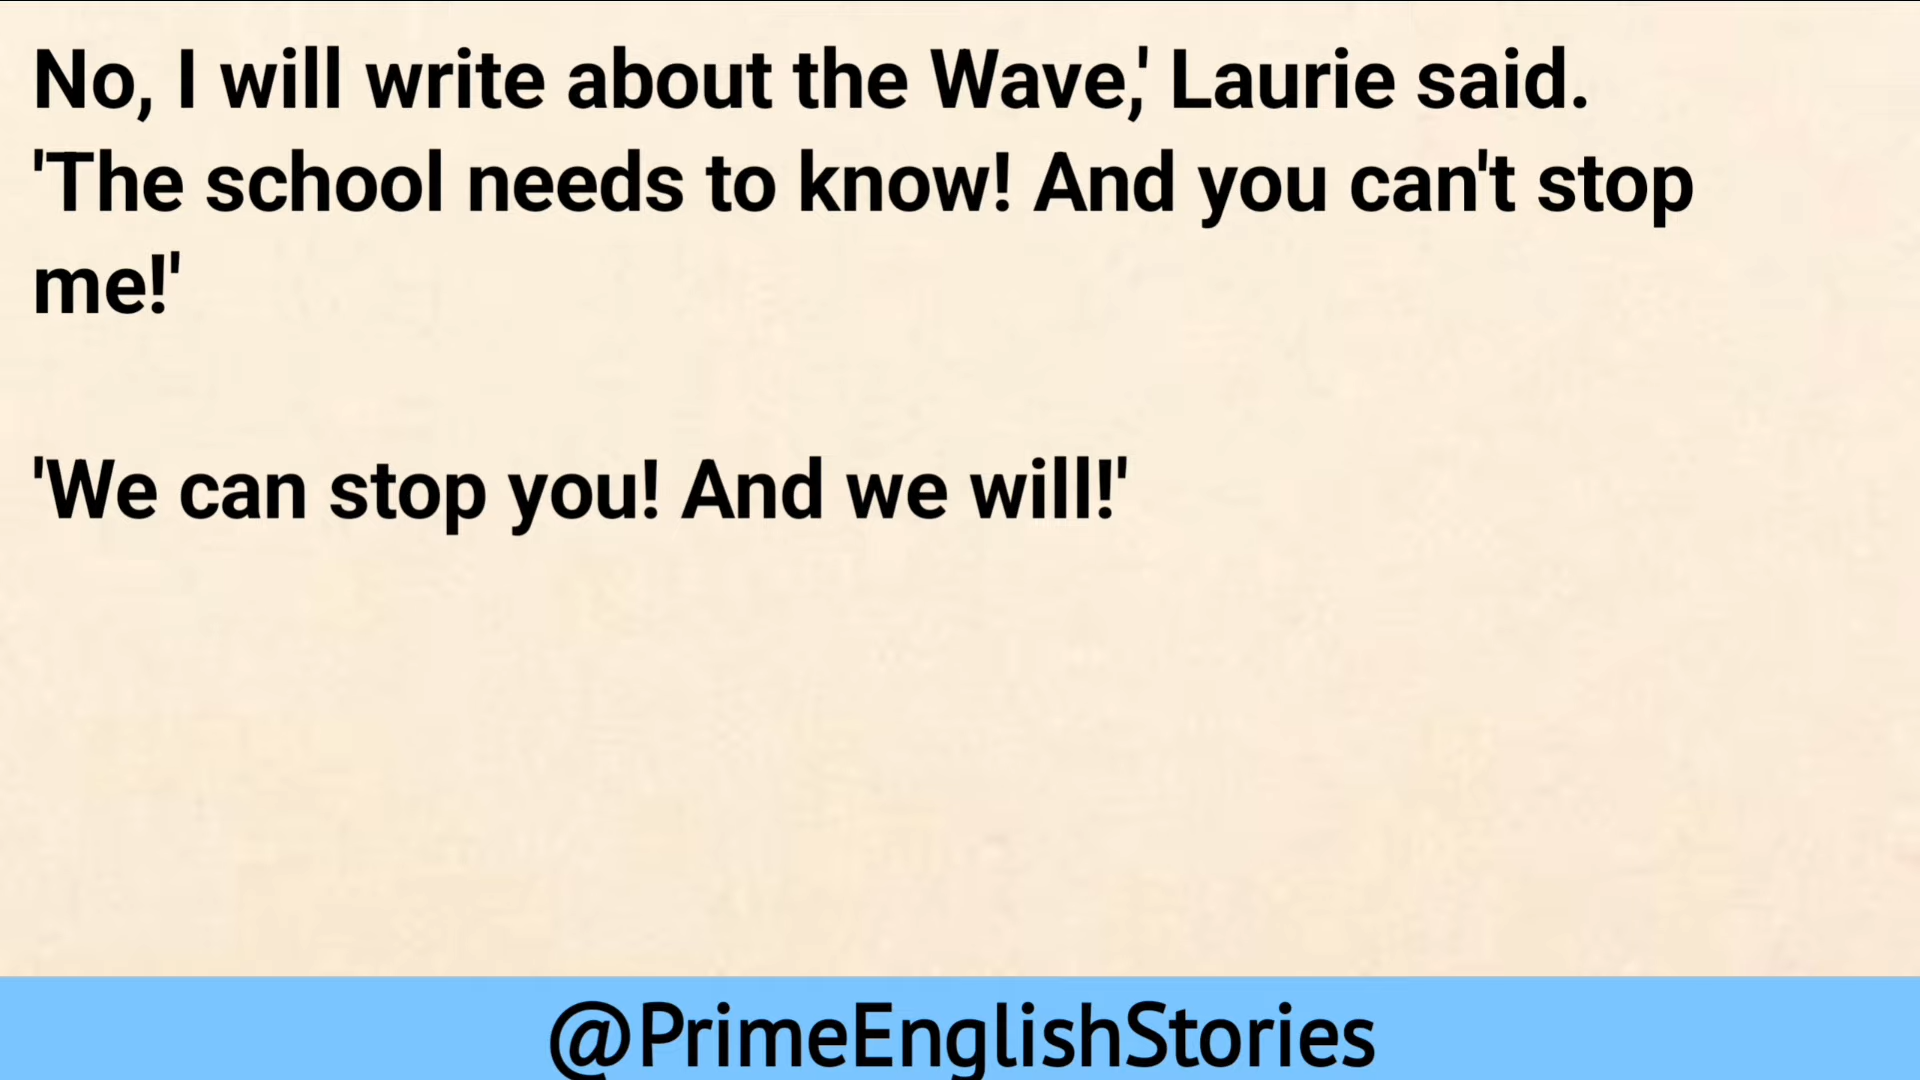 No, I will write about the Wave,' Laurie said.
'The school needs to know! And you can't stop
me!'
'We can stop you! And we will!'
@PrimeEnglishStories